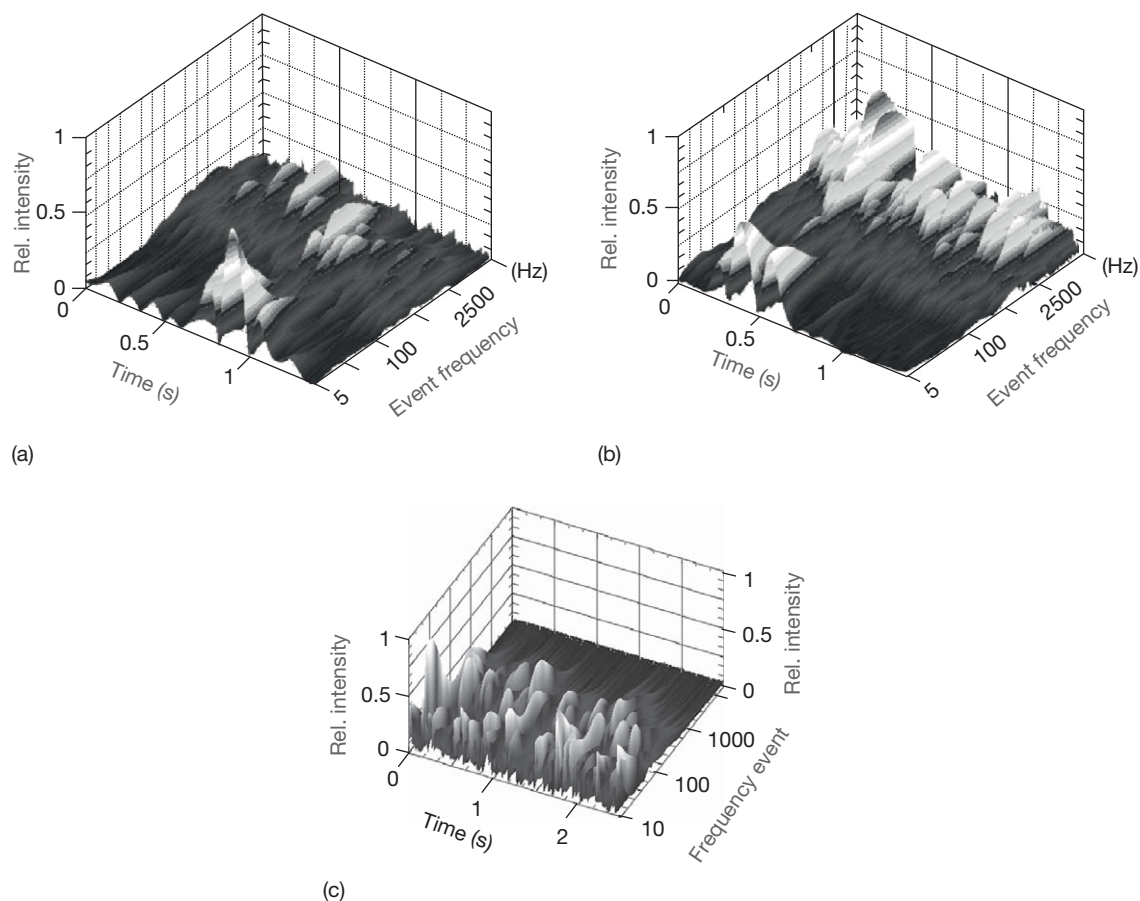 1
0.5
0
Rel. intensity
0
0.5
1
Time (s)
5
100
2500
(Hz)
Event frequency
(a)
1
0.5
0
Rel. intensity
0
0.5
1
Time (s)
5
100
2500
(Hz)
Event frequency
(b)
1
0.5
0
Rel. intensity
1
0.5
0
Rel. intensity
0
1
2
Time (s)
10
100
1000
Frequency event
(c)